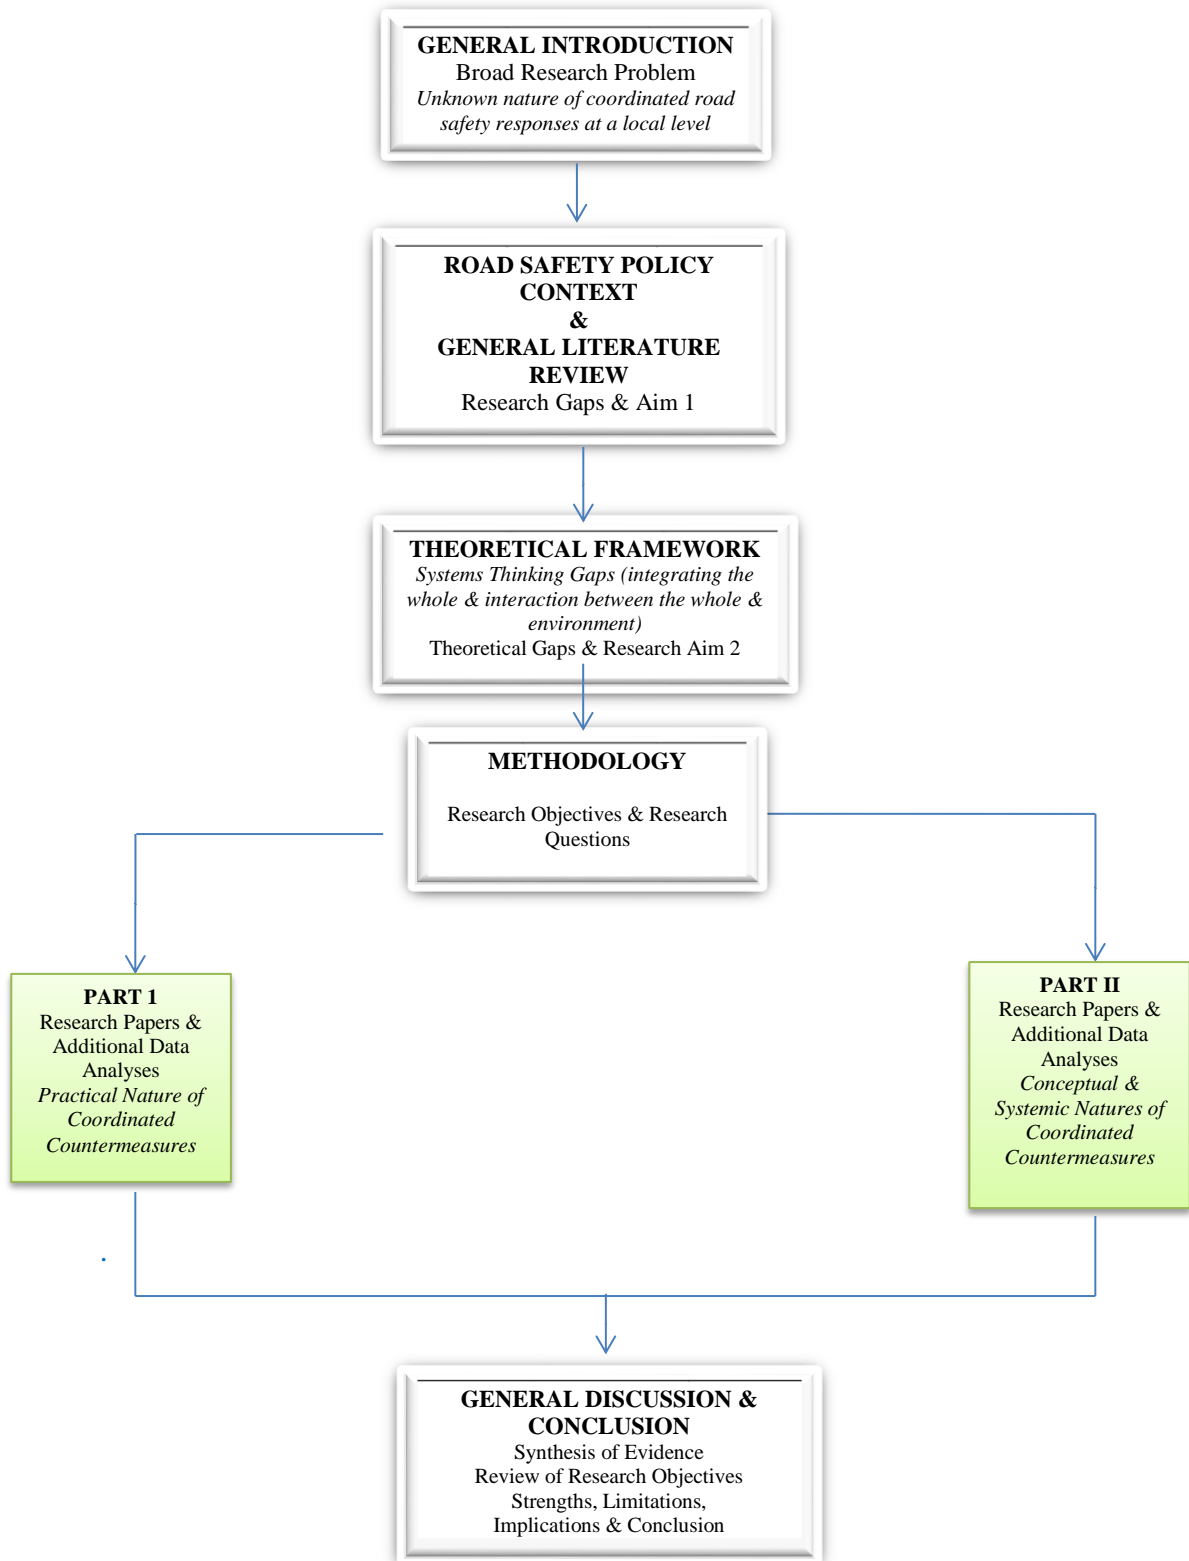 GENERAL INTRODUCTION
Broad Research Problem
Unknown nature of coordinated road
safety responses at a local level
ROAD SAFETY POLICY
CONTEXT
&
GENERAL LITERATURE
REVIEW
Research Gaps & Aim 1
THEORETICAL FRAMEWORK
Systems Thinking Gaps (integrating the
whole & interaction between the whole &
environment)
Theoretical Gaps & Research Aim 2
METHODOLOGY
Research Objectives & Research
Questions
PART 1
Research Papers &
Additional Data
Analyses
Practical Nature of
Coordinated
Countermeasures
PART II
Research Papers &
Additional Data
Analyses
Conceptual &
Systemic Natures of
Coordinated
Countermeasures
.
GENERAL DISCUSSION &
CONCLUSION
Synthesis of Evidence
Review of Research Objectives
Strengths, Limitations,
Implications & Conclusion